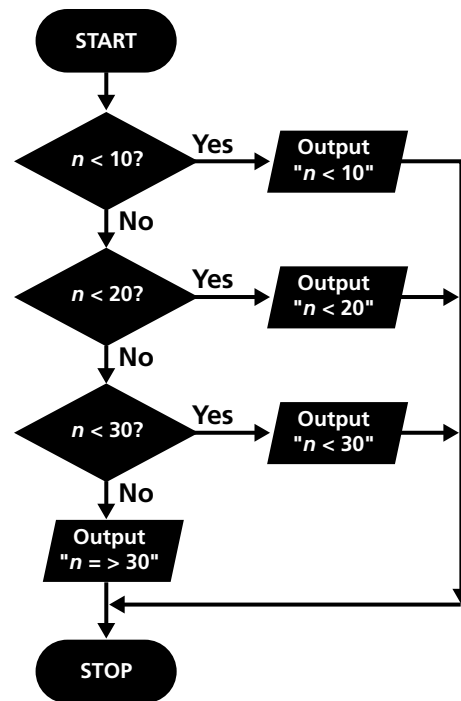 START
n < 10?
Yes
Output
"n < 10"
No
n < 20?
Yes
Output
"n < 20"
No
n < 30?
Yes
Output
"n < 30"
No
Output
"n = > 30"
STOP